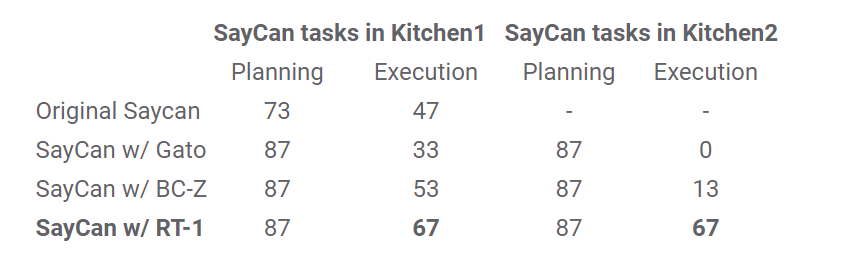 SayCan tasks in Kitchen1 SayCan tasks in Kitchen2
Planning Execution Planning Execution
Original Saycan 73 47 - -
SayCan w/ Gato 87 33 87 0
SayCan w/ BC-Z 87 53 87 13
SayCan w/ RT-1 87 67 87 67